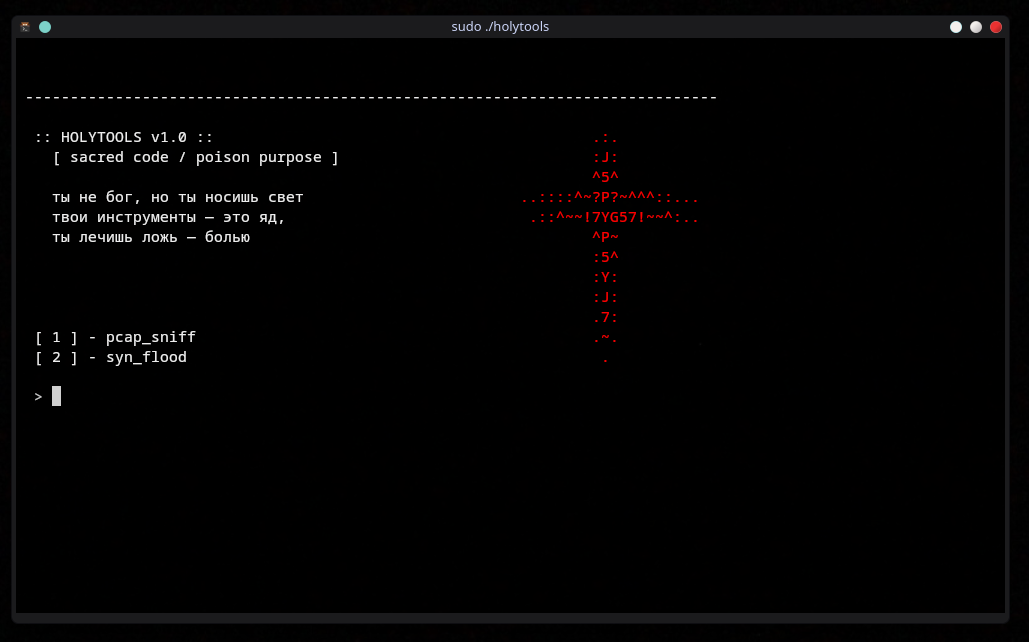 sudo ./holytools
-----------------------------------------------------------------------------
:: HOLYTOOLS v1.0 ::
[ sacred code / poison purpose ]
ты не бог, но ты носишь свет
твои инструменты — это яд,
ты лечишь ложь — болью
.:.
:J:
^5^
..::::^~?P?~^^^::...
.::^~~!7YG57!~~^:..
^P~
:5^
:Y:
:J:
.7:
.~.
.
[ 1 ] - pcap_sniff
[ 2 ] - syn_flood
>